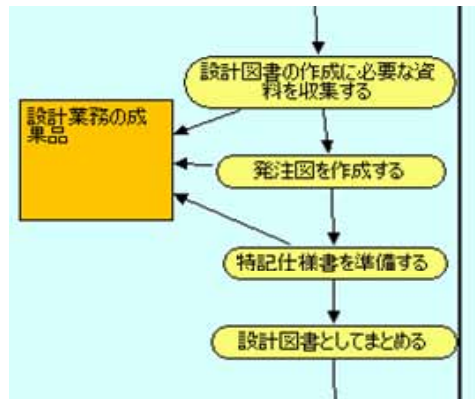 設計図書の作成に必要な資
料を収集する
設計業務の成
果品
発注図を作成する
特記仕様書を準備する
設計図書としてまとめる